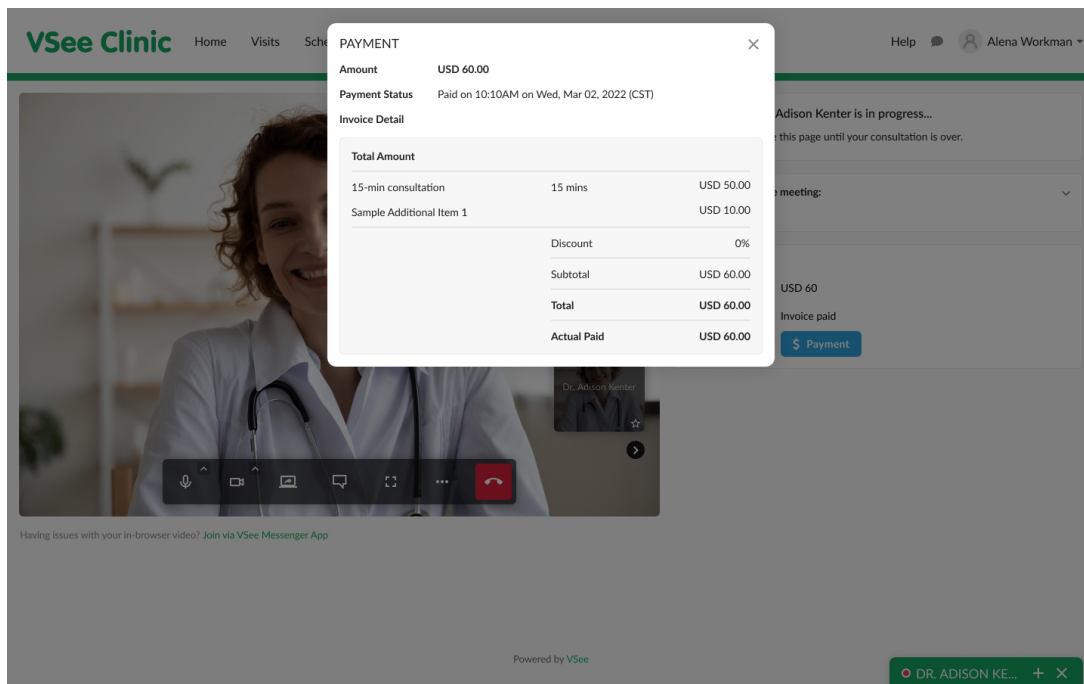 VSee Clinic Home Visits Sche Help Alena Workman
PAYMENT
Amount USD 60.00
Payment Status Paid on 10:10AM on Wed, Mar 02, 2022 (CST)
Invoice Detail
Total Amount
15-min consultation 15 mins USD 50.00
Sample Additional Item 1 USD 10.00
Discount 0%
Subtotal USD 60.00
Total USD 60.00
Actual Paid USD 60.00
Adison Kenter is in progress...
this page until your consultation is over.
meeting:
USD 60
Invoice paid
$ Payment
Dr. Adison Kenter
Having issues with your in-browser video? Join via VSee Messenger App
Powered by VSee
DR. ADISON KE...